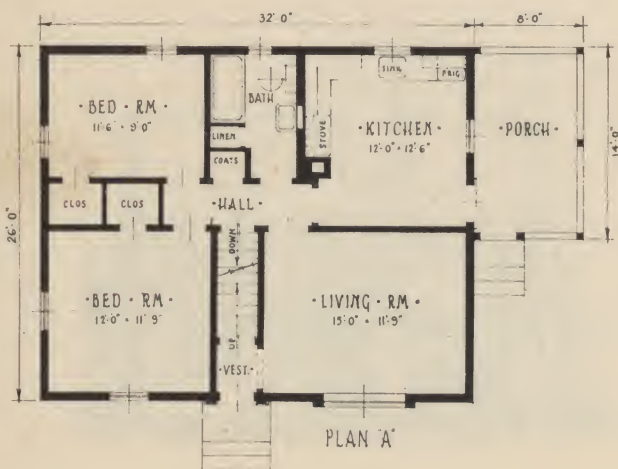 32'·0"
8'·0"
26'·0"
14'·0"
·BED·RM·
11'·6" · 9'·0"
BATH
LINEN
COATS
SINK
FRIG
STOVE
·KITCHEN·
12'·0" · 12'·6"
·PORCH·
CLOS
CLOS
·HALL·
DOWN
UP
·BED·RM·
12'·0" · 11'·9"
·LIVING·RM·
15'·0" · 11'·9"
·VEST.·
PLAN "A"